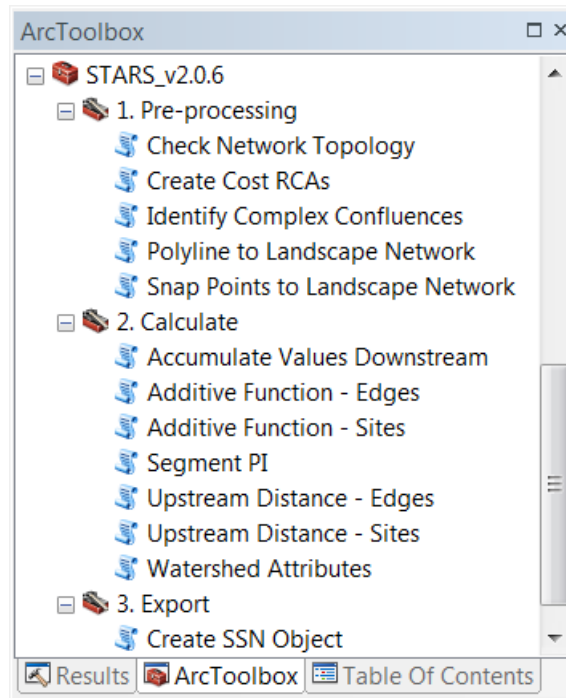 ArcToolbox
STARS_v2.0.6
1. Pre-processing
Check Network Topology
Create Cost RCAs
Identify Complex Confluences
Polyline to Landscape Network
Snap Points to Landscape Network
2. Calculate
Accumulate Values Downstream
Additive Function - Edges
Additive Function - Sites
Segment PI
Upstream Distance - Edges
Upstream Distance - Sites
Watershed Attributes
3. Export
Create SSN Object
Results ArcToolbox Table Of Contents